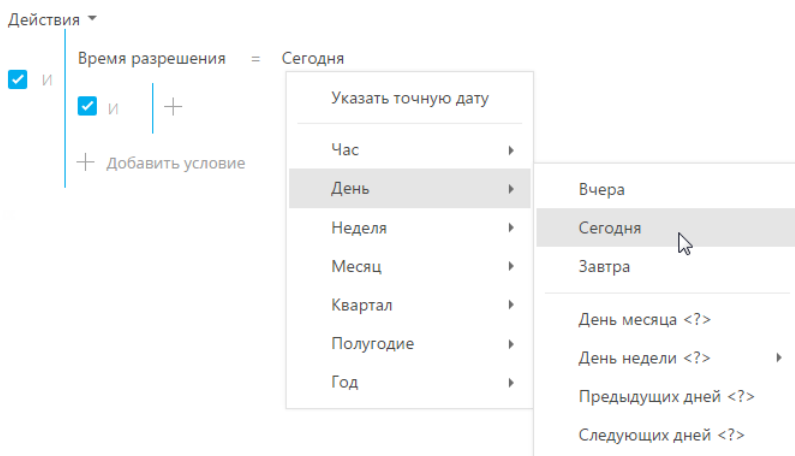 Действия
Время разрешения = Сегодня
И
И
Добавить условие
Указать точную дату
Час
День
Неделя
Месяц
Квартал
Полугодие
Год
Вчера
Сегодня
Завтра
День месяца <?>
День недели <?>
Предыдущих дней <?>
Следующих дней <?>